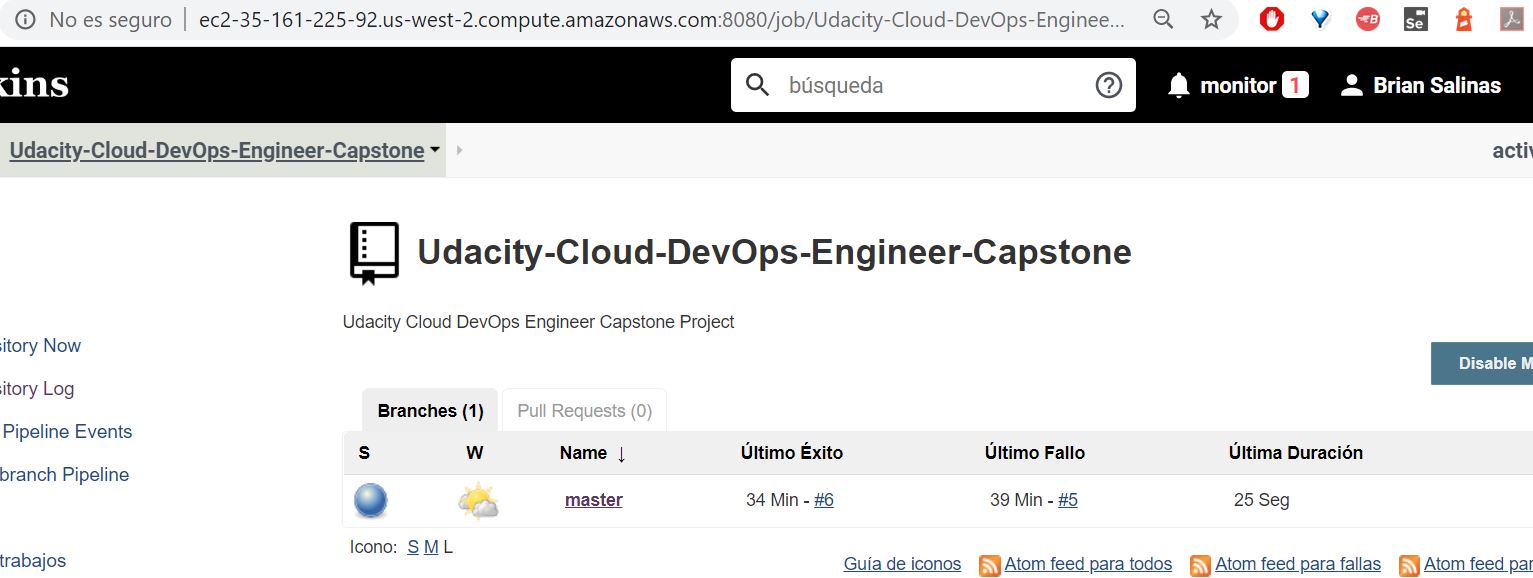 No es seguro | ec2-35-161-225-92.us-west-2.compute.amazonaws.com:8080/job/Udacity-Cloud-DevOps-Enginee...
kins búsqueda monitor 1 Brian Salinas
Udacity-Cloud-DevOps-Engineer-Capstone activ
Udacity-Cloud-DevOps-Engineer-Capstone
Udacity Cloud DevOps Engineer Capstone Project
sitory Now
Disable M
sitory Log
Branches (1) Pull Requests (0)
Pipeline Events
S W Name ↓ Último Éxito Último Fallo Última Duración
branch Pipeline
master 34 Min - #6 39 Min - #5 25 Seg
Icono: S M L
trabajos
Guía de iconos Atom feed para todos Atom feed para fallas Atom feed par